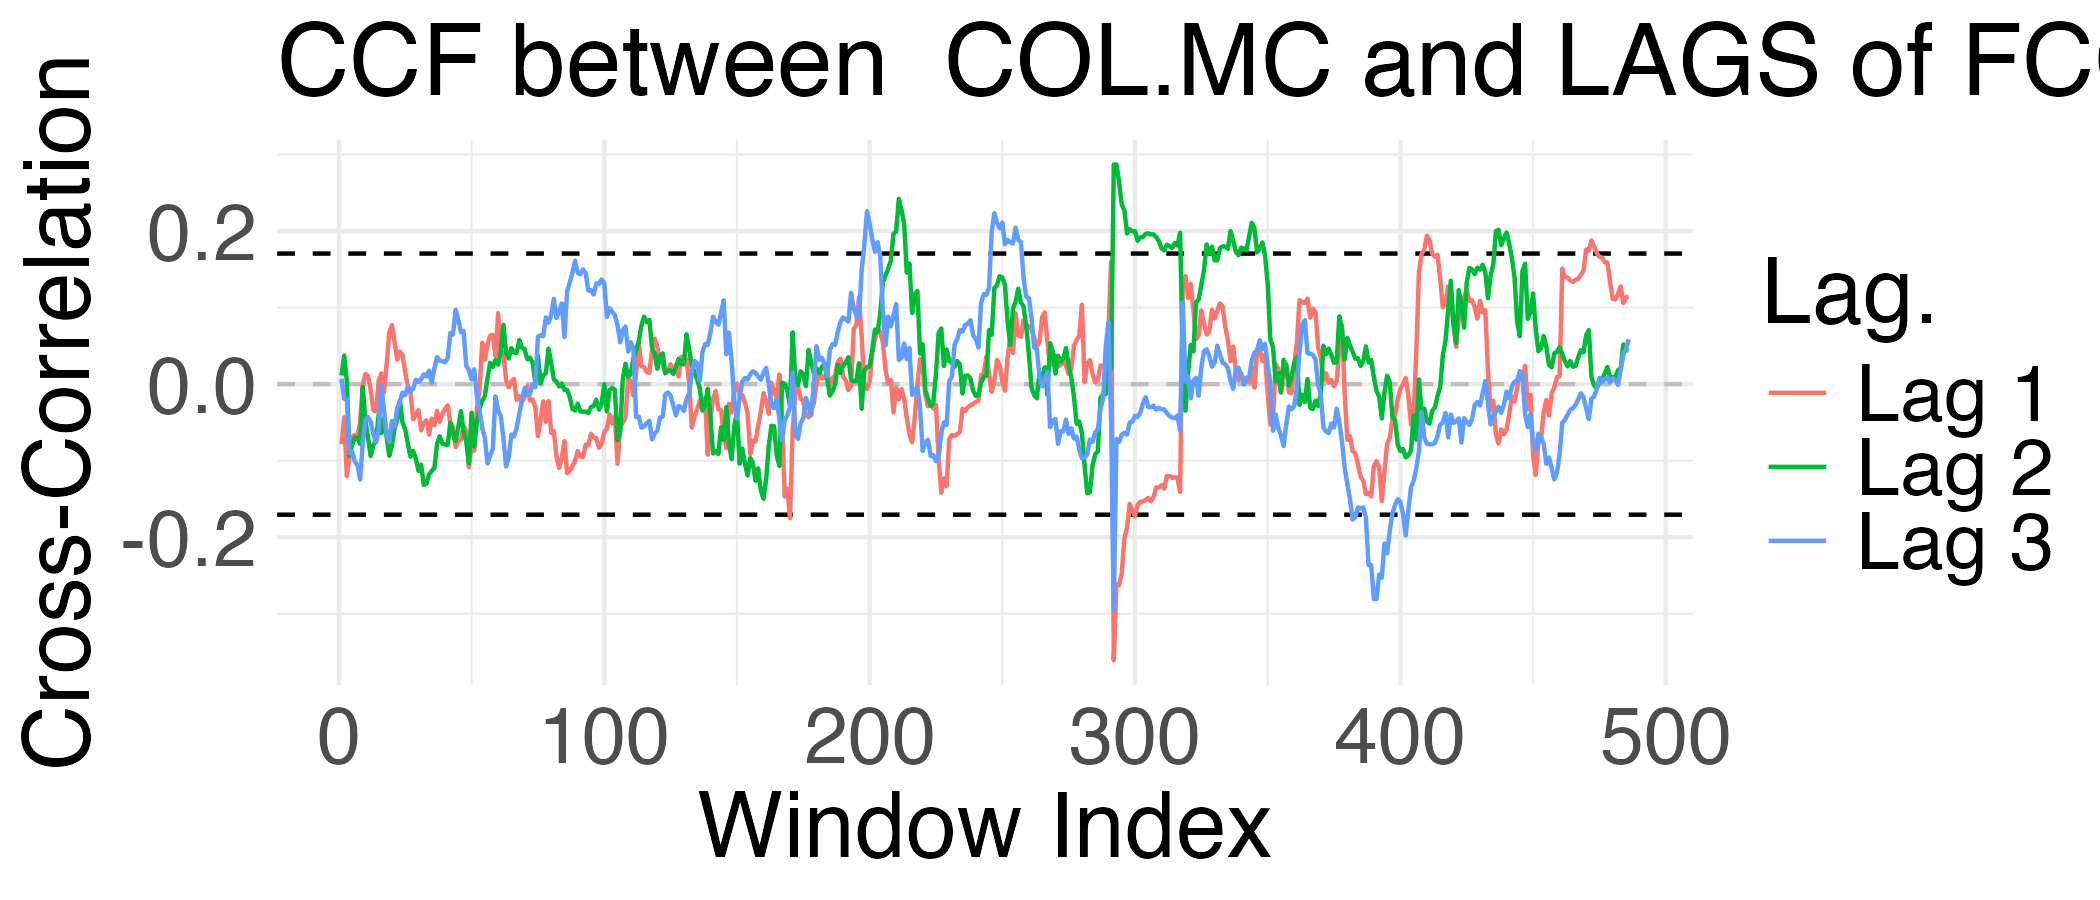 CCF between  COL.MC and LAGS of
Cross-Correlation
0.2
0.0
-0.2
0
100
200
300
400
500
Window Index
Lag.
Lag 1
Lag 2
Lag 3